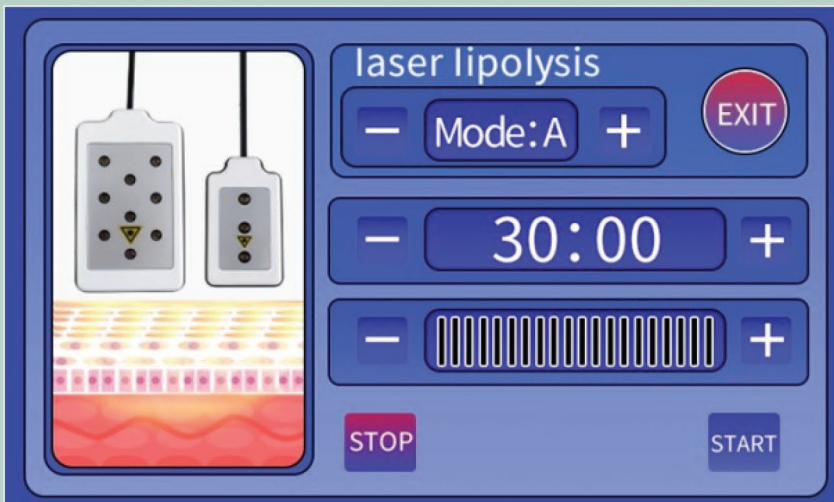 laser lipolysis
− Mode:A +
EXIT
− 30:00 +
− +
STOP
START